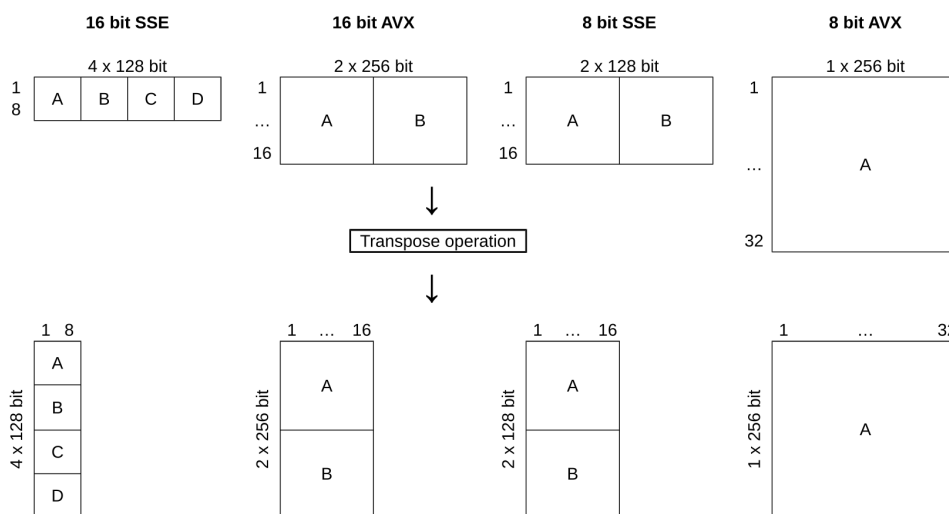 16 bit SSE
16 bit AVX
8 bit SSE
8 bit AVX
4 x 128 bit
2 x 256 bit
2 x 128 bit
1 x 256 bit
1
8
A
B
C
D
1
...
16
A
B
1
...
16
A
B
1
...
32
A
Transpose operation
1 8
4 x 128 bit
A
B
C
D
1 ... 16
2 x 256 bit
A
B
1 ... 16
2 x 128 bit
A
B
1 ... 32
1 x 256 bit
A